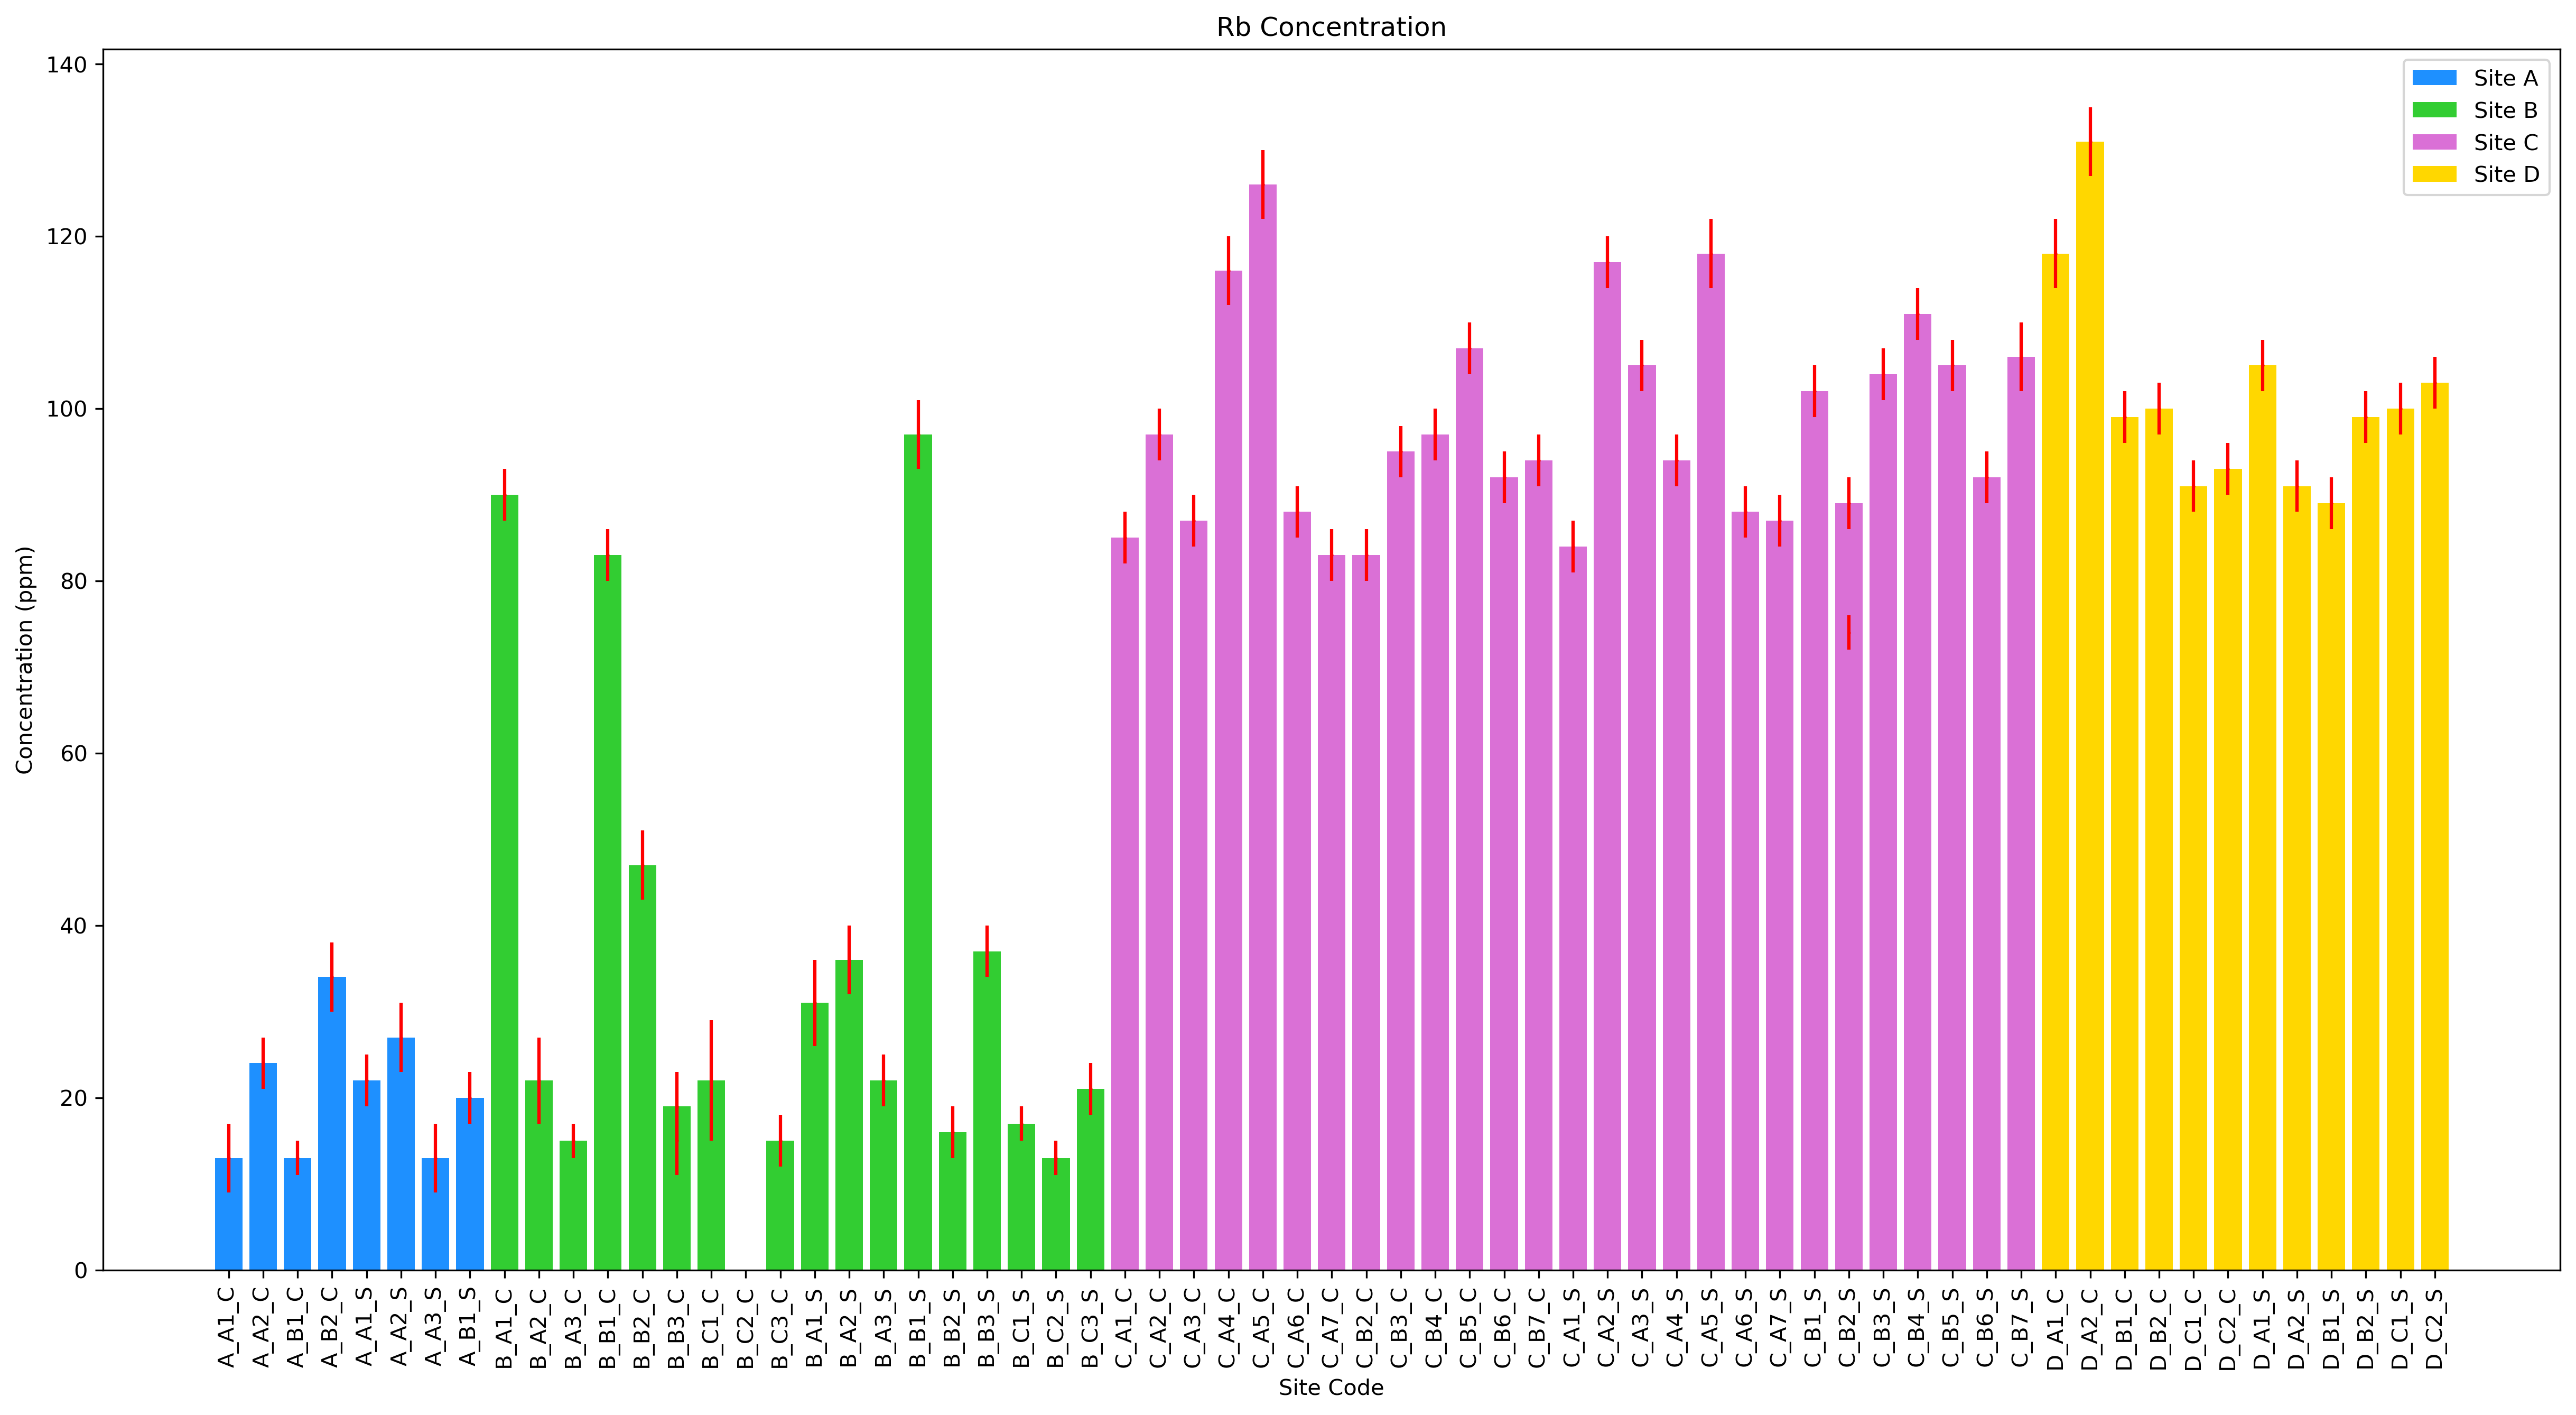 Rb Concentration
140
120
100
80
60
40
20
0
Concentration (ppm)
Site A
Site B
Site C
Site D
A_A1_C
A_A2_C
A_B1_C
A_B2_C
A_A1_S
A_A2_S
A_A3_S
A_B1_S
B_A1_C
B_A2_C
B_A3_C
B_B1_C
B_B2_C
B_B3_C
B_C1_C
B_C2_C
B_C3_C
B_A1_S
B_A2_S
B_A3_S
B_B1_S
B_B2_S
B_B3_S
B_C1_S
B_C2_S
B_C3_S
C_A1_C
C_A2_C
C_A3_C
C_A4_C
C_A5_C
C_A6_C
C_A7_C
C_B2_C
C_B3_C
C_B4_C
C_B5_C
C_B6_C
C_B7_C
C_A1_S
C_A2_S
C_A3_S
C_A4_S
C_A5_S
C_A6_S
C_A7_S
C_B1_S
C_B2_S
C_B3_S
C_B4_S
C_B5_S
C_B6_S
C_B7_S
D_A1_C
D_A2_C
D_B1_C
D_B2_C
D_C1_C
D_C2_C
D_A1_S
D_A2_S
D_B1_S
D_B2_S
D_C1_S
D_C2_S
Site Code